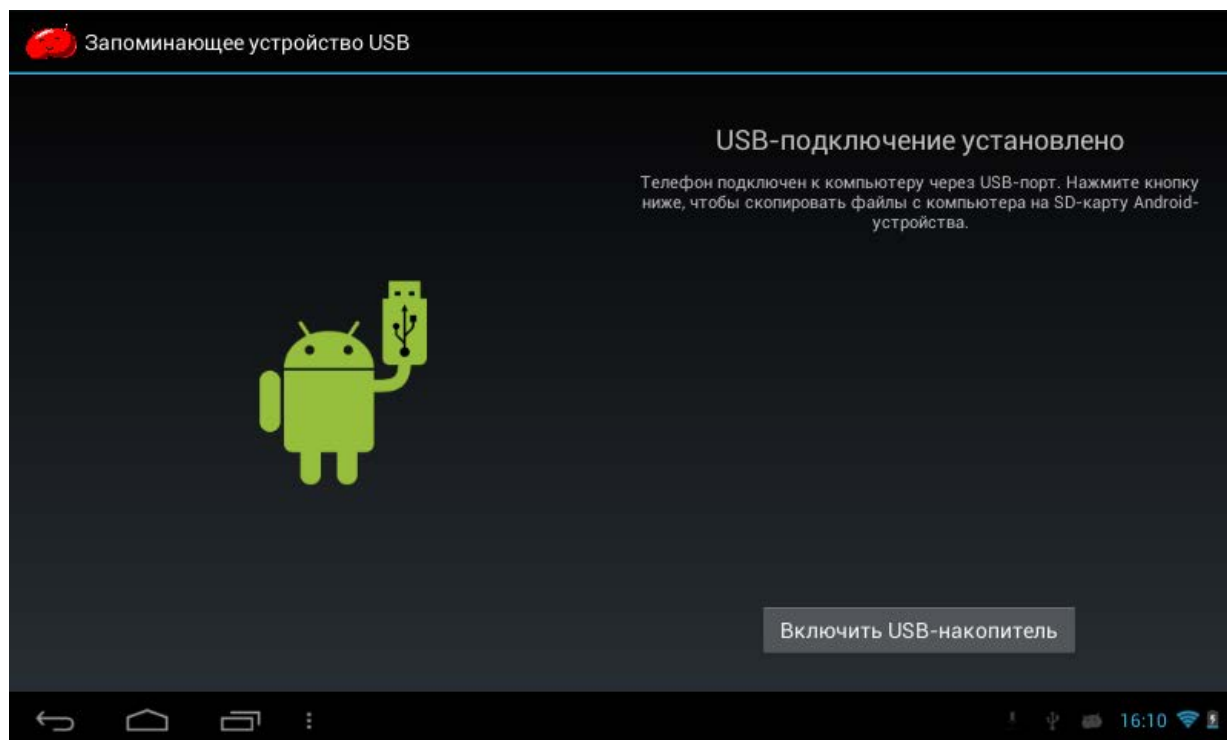 Запоминающее устройство USB
USB-подключение установлено
Телефон подключен к компьютеру через USB-порт. Нажмите кнопку
ниже, чтобы скопировать файлы с компьютера на SD-карту Android-
устройства.
Включить USB-накопитель
16:10